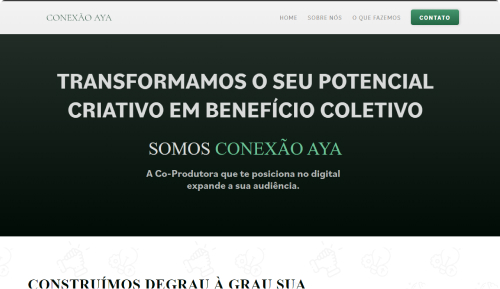 CONEXÃO AYA
HOME SOBRE NÓS O QUE FAZEMOS CONTATO
TRANSFORMAMOS O SEU POTENCIAL
CRIATIVO EM BENEFÍCIO COLETIVO
SOMOS CONEXÃO AYA
A Co-Produtora que te posiciona no digital
expande a sua audiência.
CONSTRUÍMOS DEGRAU À GRAU SUA